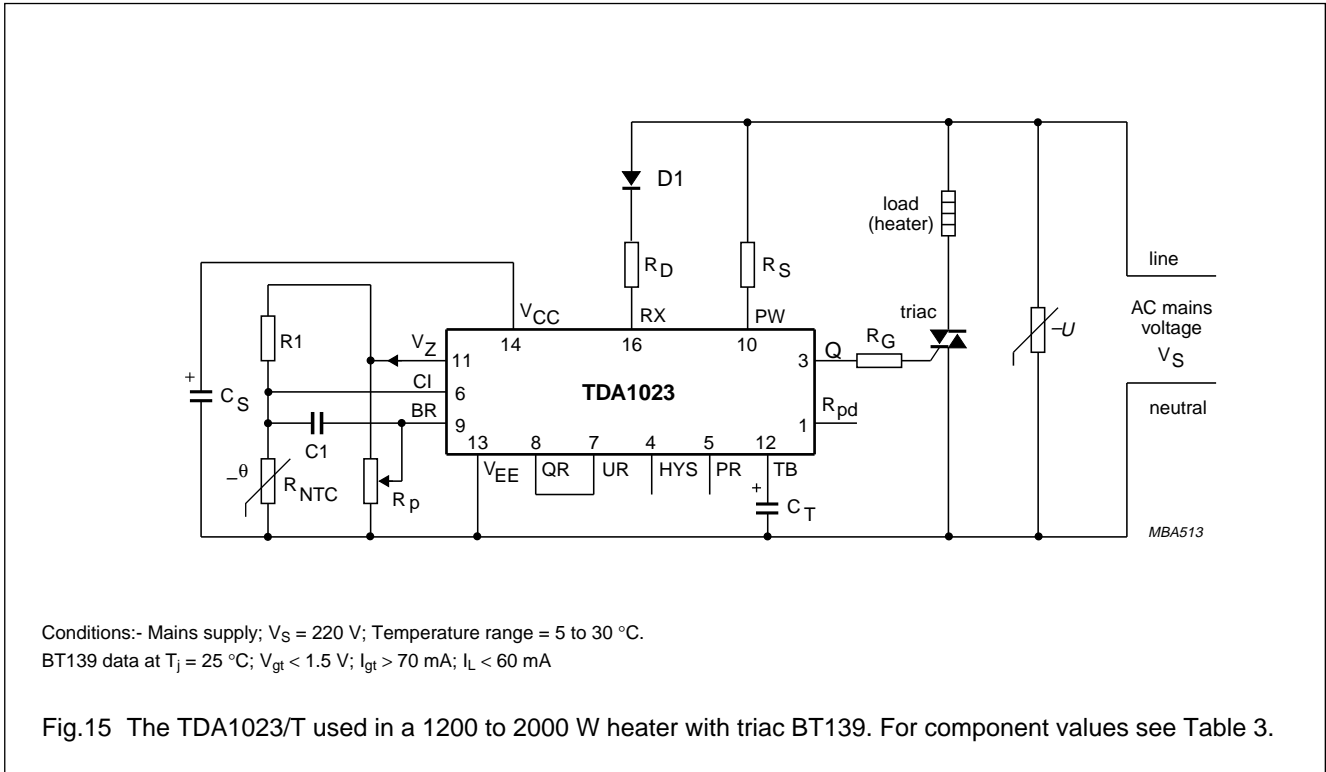 D1
load
(heater)
R_D
R_S
line
V_CC
RX
PW
triac
AC mains
voltage
V_S
–U
R1
V_Z
14
16
10
R_G
11
3
Q
+
C_S
CI
6
TDA1023
BR
9
R_pd
1
neutral
C1
13
8
7
4
5
12
–θ
R_NTC
R_p
V_EE
QR
UR
HYS
PR
TB
+
C_T
MBA513
Conditions:- Mains supply; V_S = 220 V; Temperature range = 5 to 30 °C.
BT139 data at T_j = 25 °C; V_gt < 1.5 V; I_gt > 70 mA; I_L < 60 mA
Fig.15 The TDA1023/T used in a 1200 to 2000 W heater with triac BT139. For component values see Table 3.